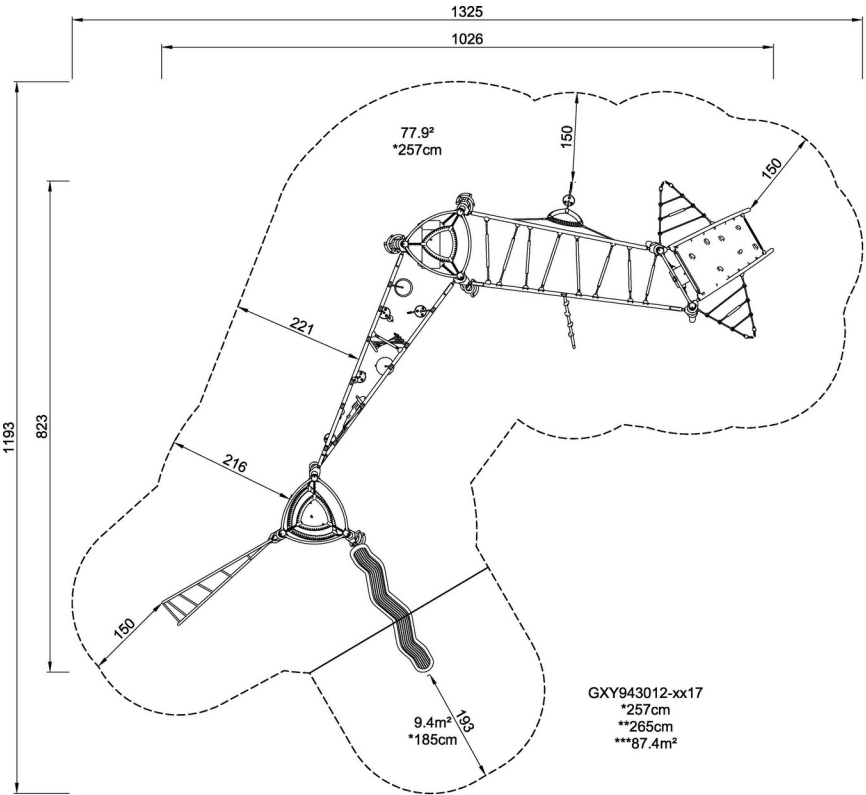 1325
1026
77.9²
*257cm
150
150
221
823
1193
216
150
193
9.4m²
*185cm
GXY943012-xx17
*257cm
**265cm
***87.4m²